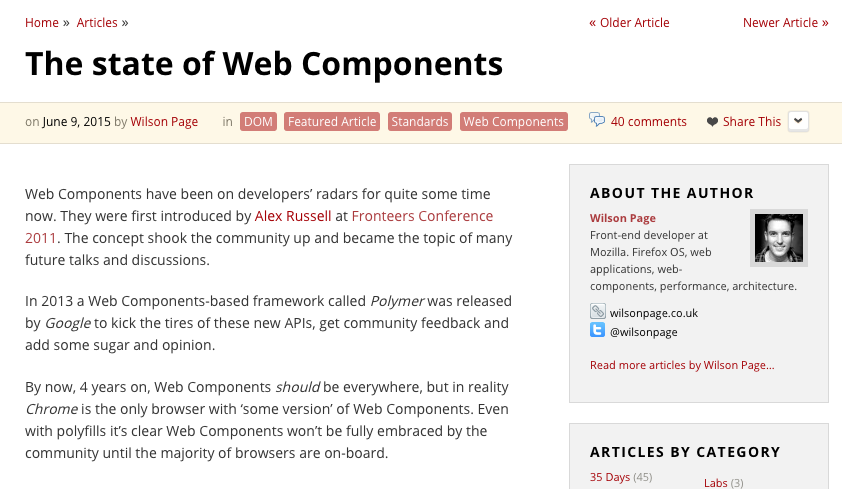 Home » Articles »
« Older Article Newer Article »
The state of Web Components
on June 9, 2015 by Wilson Page in DOM Featured Article Standards Web Components 40 comments Share This
Web Components have been on developers’ radars for quite some time
now. They were first introduced by Alex Russell at Fronteers Conference
2011. The concept shook the community up and became the topic of many
future talks and discussions.
In 2013 a Web Components-based framework called Polymer was released
by Google to kick the tires of these new APIs, get community feedback and
add some sugar and opinion.
By now, 4 years on, Web Components should be everywhere, but in reality
Chrome is the only browser with ‘some version’ of Web Components. Even
with polyfills it’s clear Web Components won’t be fully embraced by the
community until the majority of browsers are on-board.
ABOUT THE AUTHOR
Wilson Page
Front-end developer at
Mozilla. Firefox OS, web
applications, web-
components, performance, architecture.
wilsonpage.co.uk
@wilsonpage
Read more articles by Wilson Page...
ARTICLES BY CATEGORY
35 Days (45)
Labs (3)